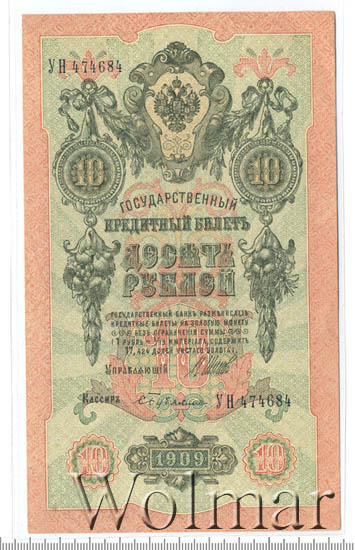 УН 474684
10 10
ГОСУДАРСТВЕННЫЙ
КРЕДИТНЫЙ БИЛЕТЪ
ДЕСЯТЬ
РУБЛЕЙ
ГОСУДАРСТВЕННЫЙ БАНКЪ РАЗМѢНИВАЕТЪ
КРЕДИТНЫЕ БИЛЕТЫ НА ЗОЛОТУЮ МОНЕТУ
БЕЗЪ ОГРАНИЧЕНІЯ СУММЫ
(1 РУБЛЬ = 1/15 ИМПЕРІАЛА, СОДЕРЖИТЪ
17,424 ДОЛЕЙ ЧИСТАГО ЗОЛОТА).
УПРАВЛЯЮЩІЙ
10
КАССИРЪ УН 474684
10 1909 10
Wolmar